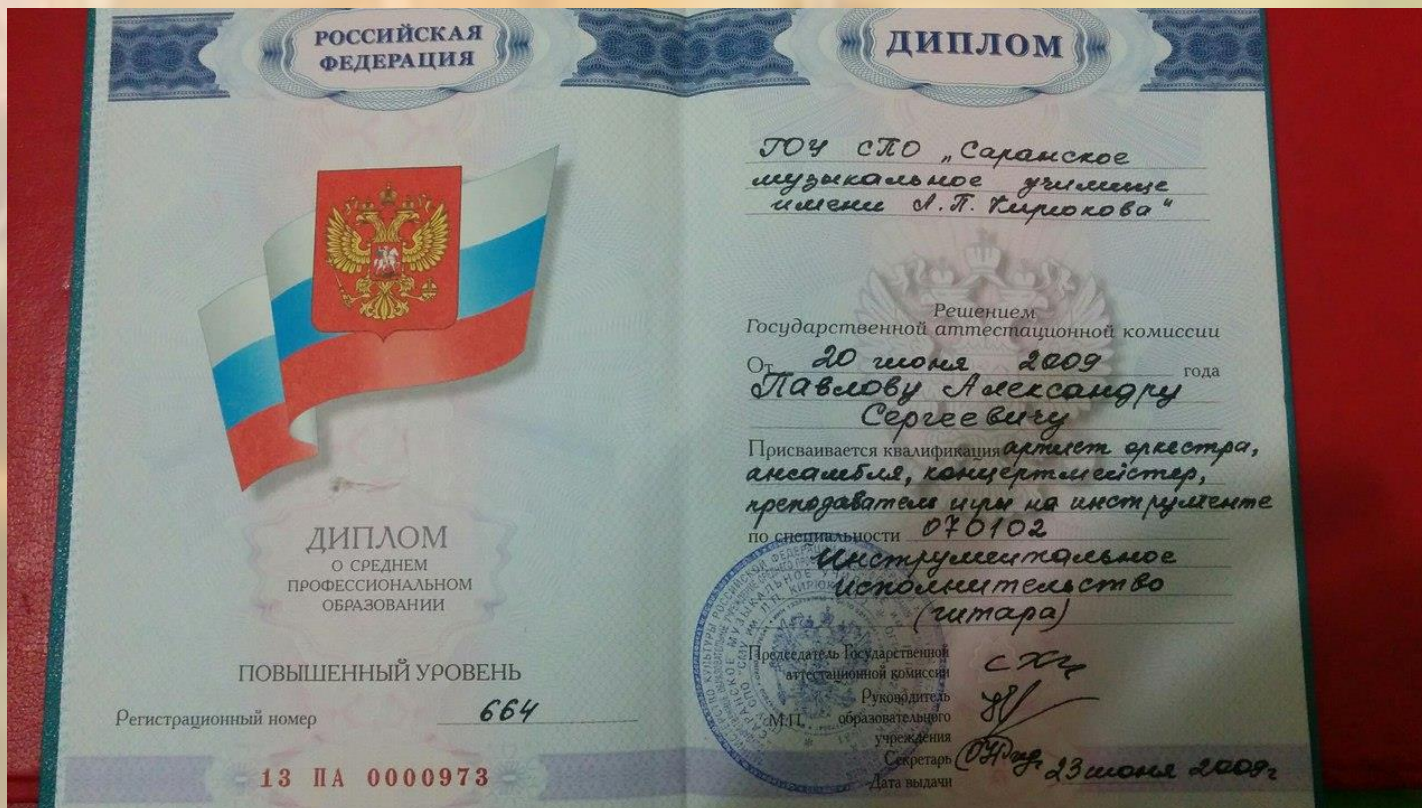 РОССИЙСКАЯ
ФЕДЕРАЦИЯ
ДИПЛОМ
О СРЕДНЕМ
ПРОФЕССИОНАЛЬНОМ
ОБРАЗОВАНИИ
ПОВЫШЕННЫЙ УРОВЕНЬ
Регистрационный номер 664
13 ПА 0000973
ДИПЛОМ
ГОУ СПО „Саранское
музыкальное училище
имени Л.П. Кирюкова"
Решением
Государственной аттестационной комиссии
От 20 июня 2009 года
Павлову Александру
Сергеевичу
Присваивается квалификация артист оркестра,
ансамбля, концертмейстер,
преподаватель игры на инструменте
по специальности 070102
Инструментальное
исполнительство
(гитара)
Председатель Государственной
аттестационной комиссии
Руководитель
М.П. образовательного
учреждения
Секретарь
Дата выдачи 23 июня 2009г